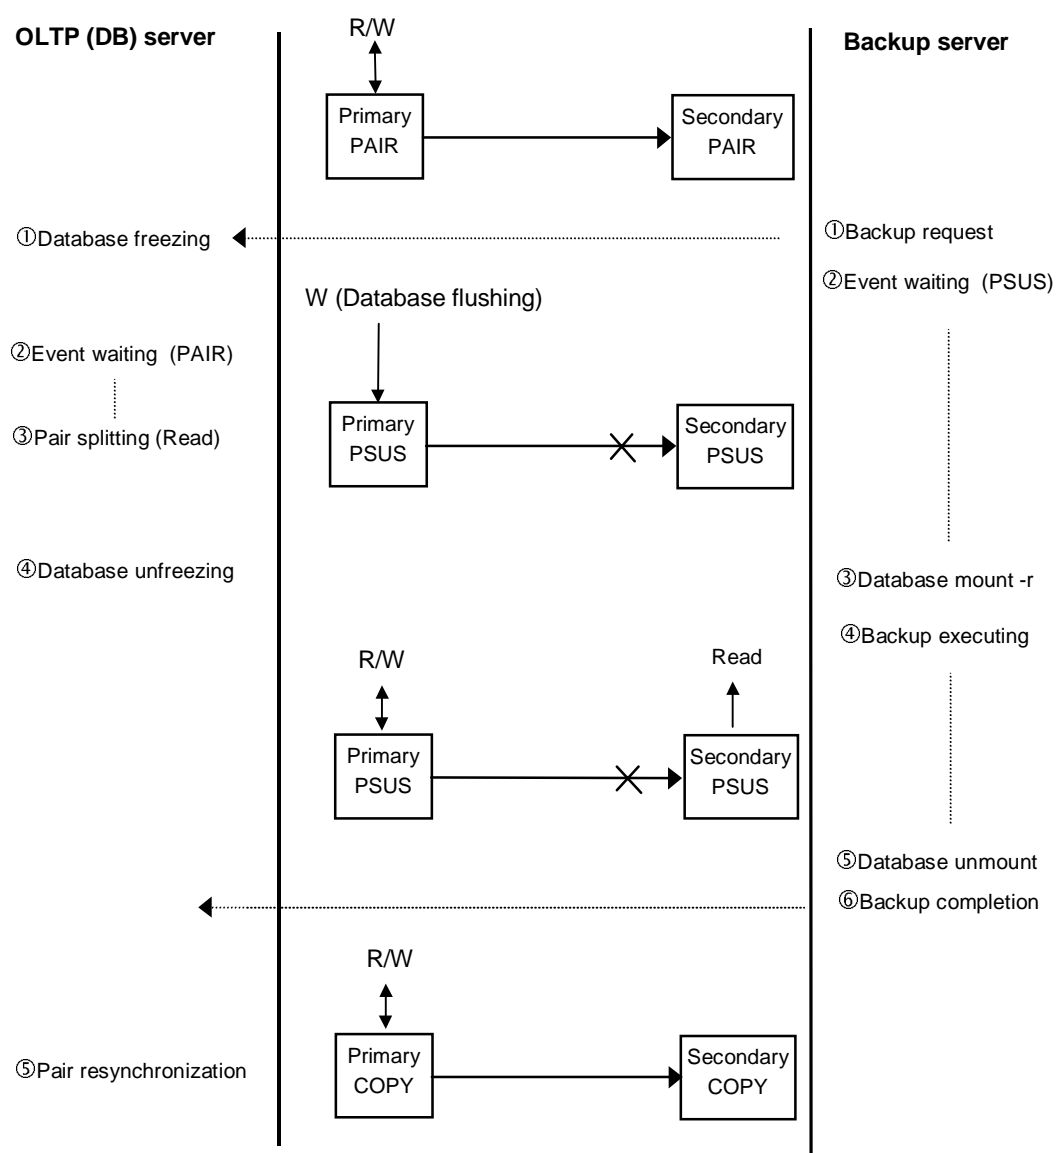 R/W
OLTP (DB) server
Backup server
Primary
PAIR
Secondary
PAIR
①Database freezing
①Backup request
②Event waiting (PSUS)
W (Database flushing)
②Event waiting (PAIR)
③Pair splitting (Read)
Primary
PSUS
Secondary
PSUS
④Database unfreezing
③Database mount -r
④Backup executing
R/W
Read
Primary
PSUS
Secondary
PSUS
⑤Database unmount
⑥Backup completion
R/W
⑤Pair resynchronization
Primary
COPY
Secondary
COPY